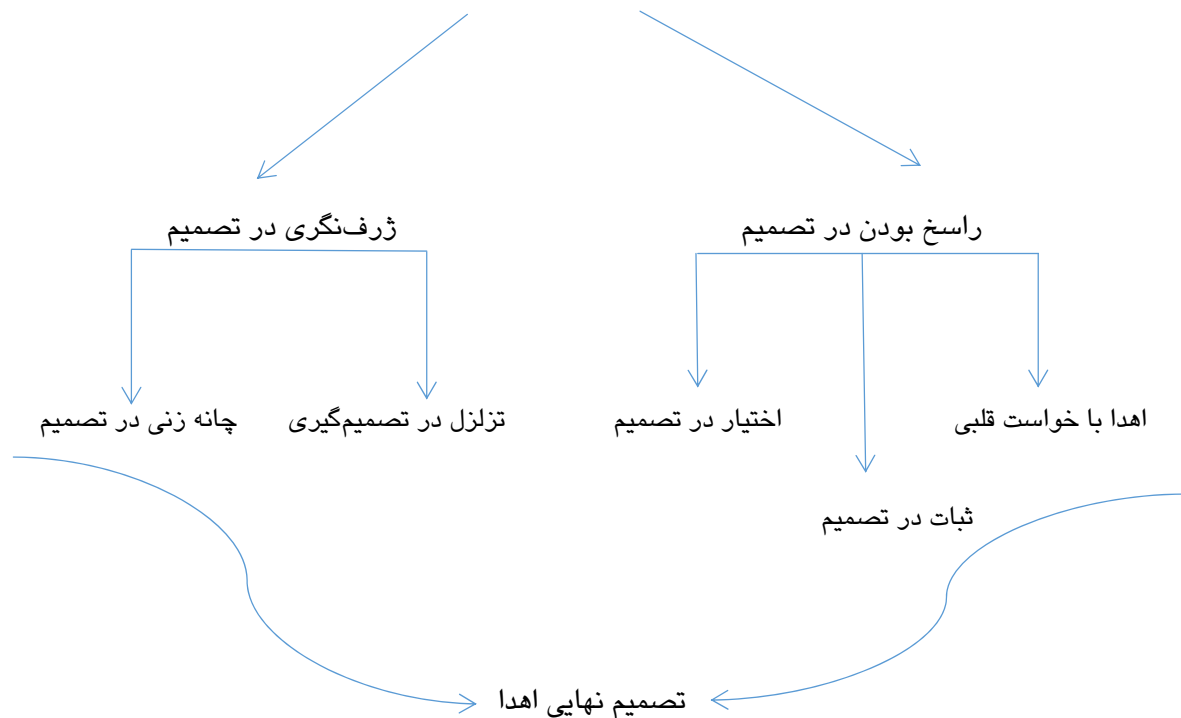 راسخ بودن در تصمیم
ژرف‌نگری در تصمیم
اهدا با خواست قلبی
اختیار در تصمیم
تزلزل در تصمیم‌گیری
چانه زنی در تصمیم
ثبات در تصمیم
تصمیم نهایی اهدا